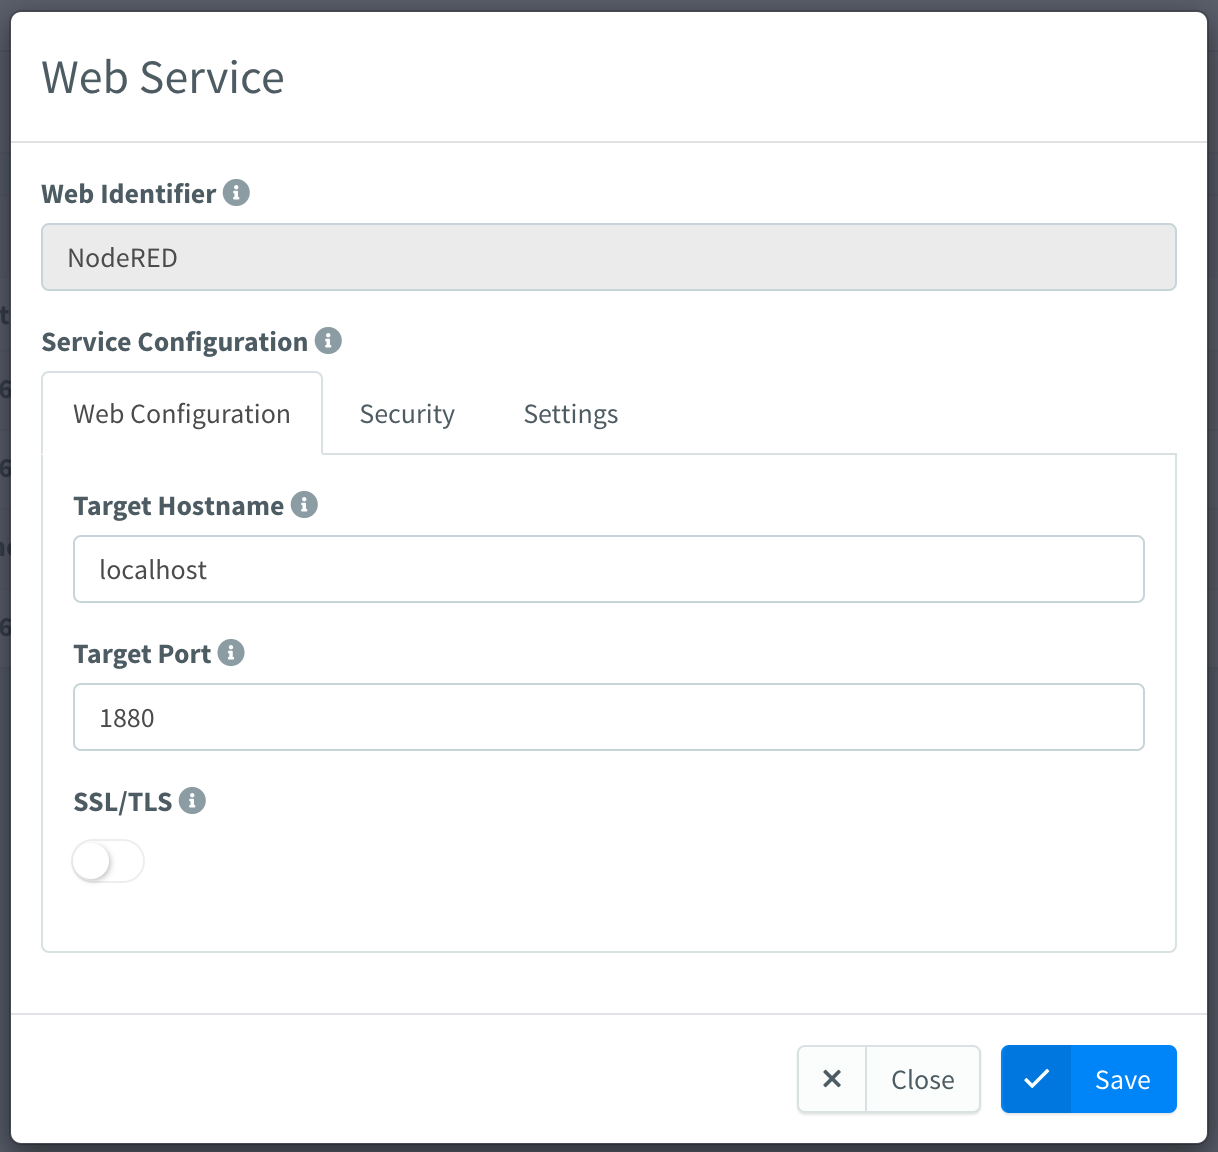 Web Service
Web Identifier
NodeRED
Service Configuration
Web Configuration Security Settings
Target Hostname
localhost
Target Port
1880
SSL/TLS
Close Save